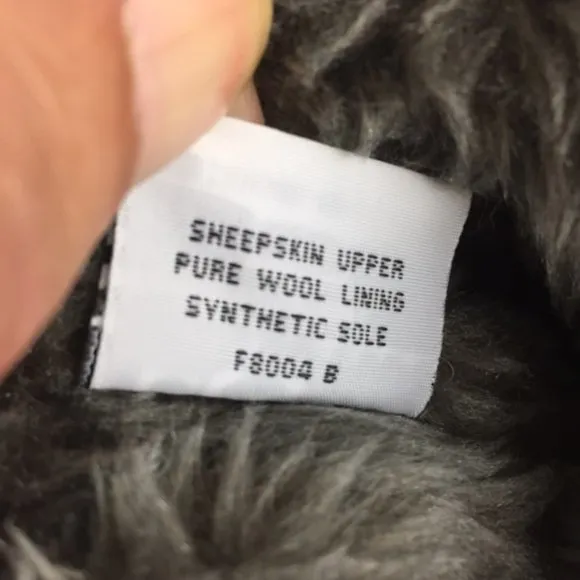 SHEEPSKIN UPPER
PURE WOOL LINING
SYNTHETIC SOLE
F8004 B